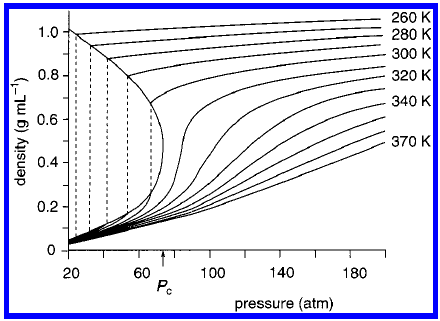 density (g mL⁻¹)
1.0
0.8
0.6
0.4
0.2
0
260 K
280 K
300 K
320 K
340 K
370 K
20
60
100
140
180
Pc
pressure (atm)